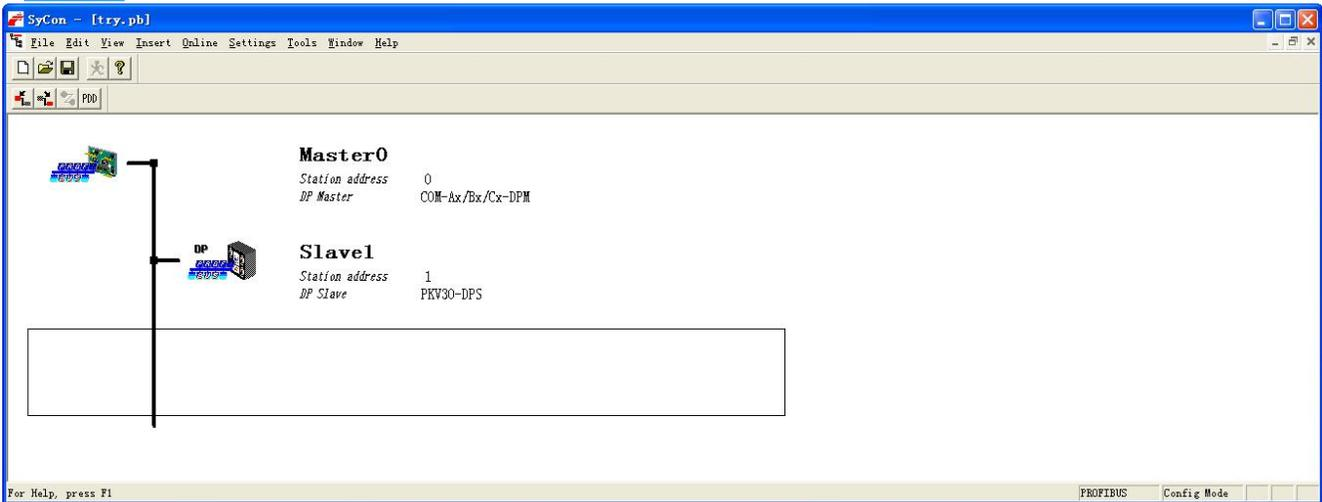 SyCon - [try.pb]
File Edit View Insert Online Settings Tools Window Help
PDD
Master0
Station address 0
DP Master COM-Ax/Bx/Cx-DPM
DP
Slave1
Station address 1
DP Slave PKV30-DPS
For Help, press F1 PROFIBUS Config Mode